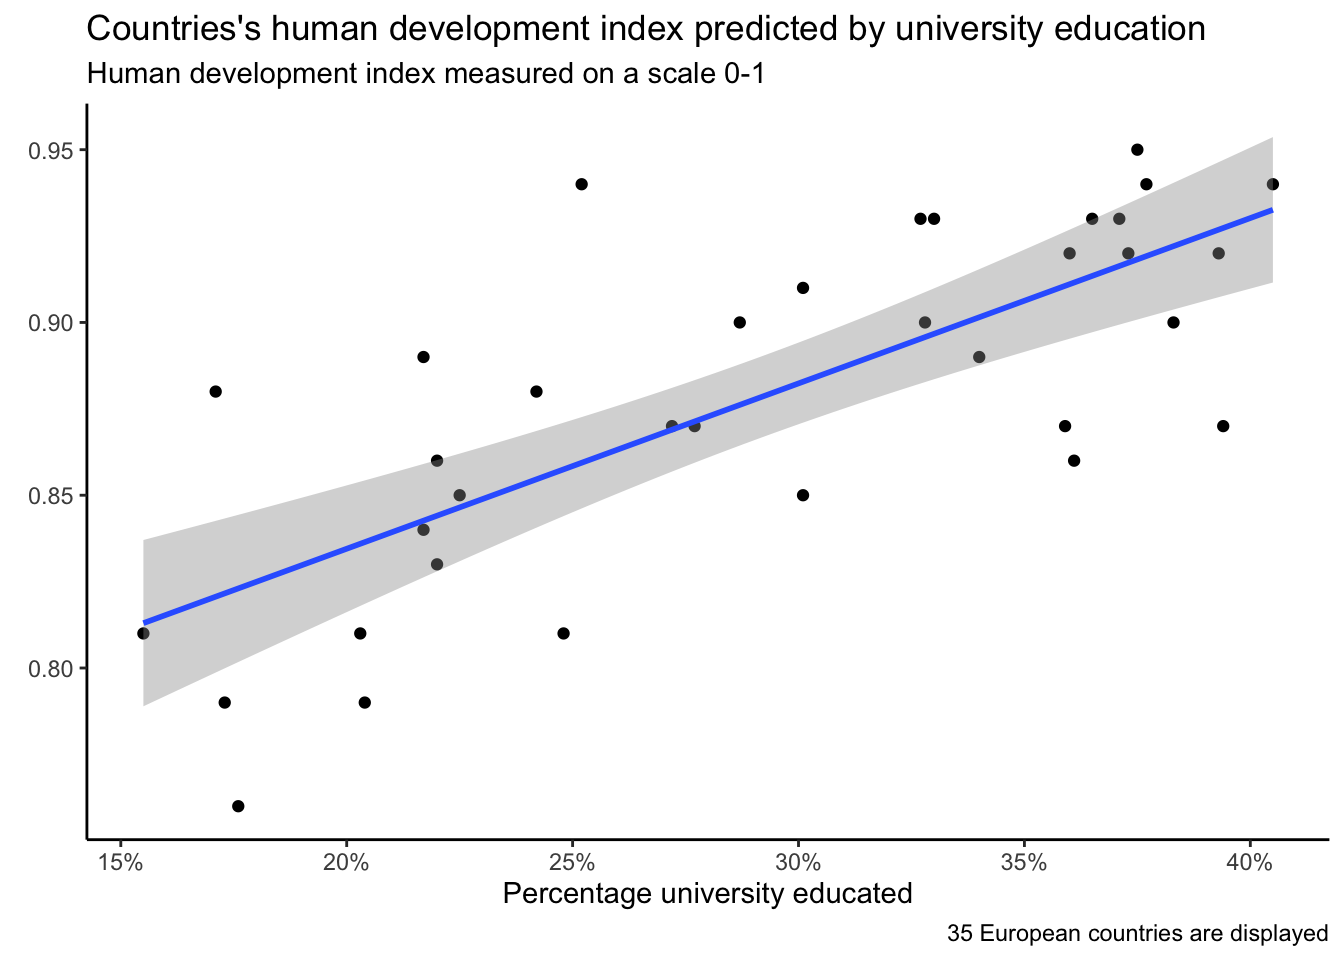 Countries's human development index predicted by university education
Human development index measured on a scale 0-1
0.95
0.90
0.85
0.80
15% 20% 25% 30% 35% 40%
Percentage university educated
35 European countries are displayed